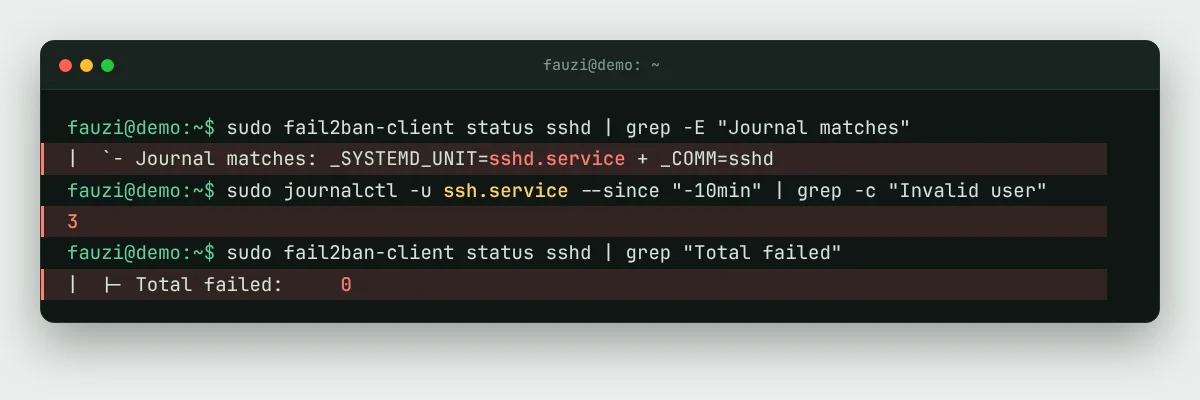 fauzi@demo: ~
fauzi@demo:~$ sudo fail2ban-client status sshd | grep -E "Journal matches"
|  `- Journal matches: _SYSTEMD_UNIT=sshd.service + _COMM=sshd
fauzi@demo:~$ sudo journalctl -u ssh.service --since "-10min" | grep -c "Invalid user"
3
fauzi@demo:~$ sudo fail2ban-client status sshd | grep "Total failed"
|  |- Total failed:     0